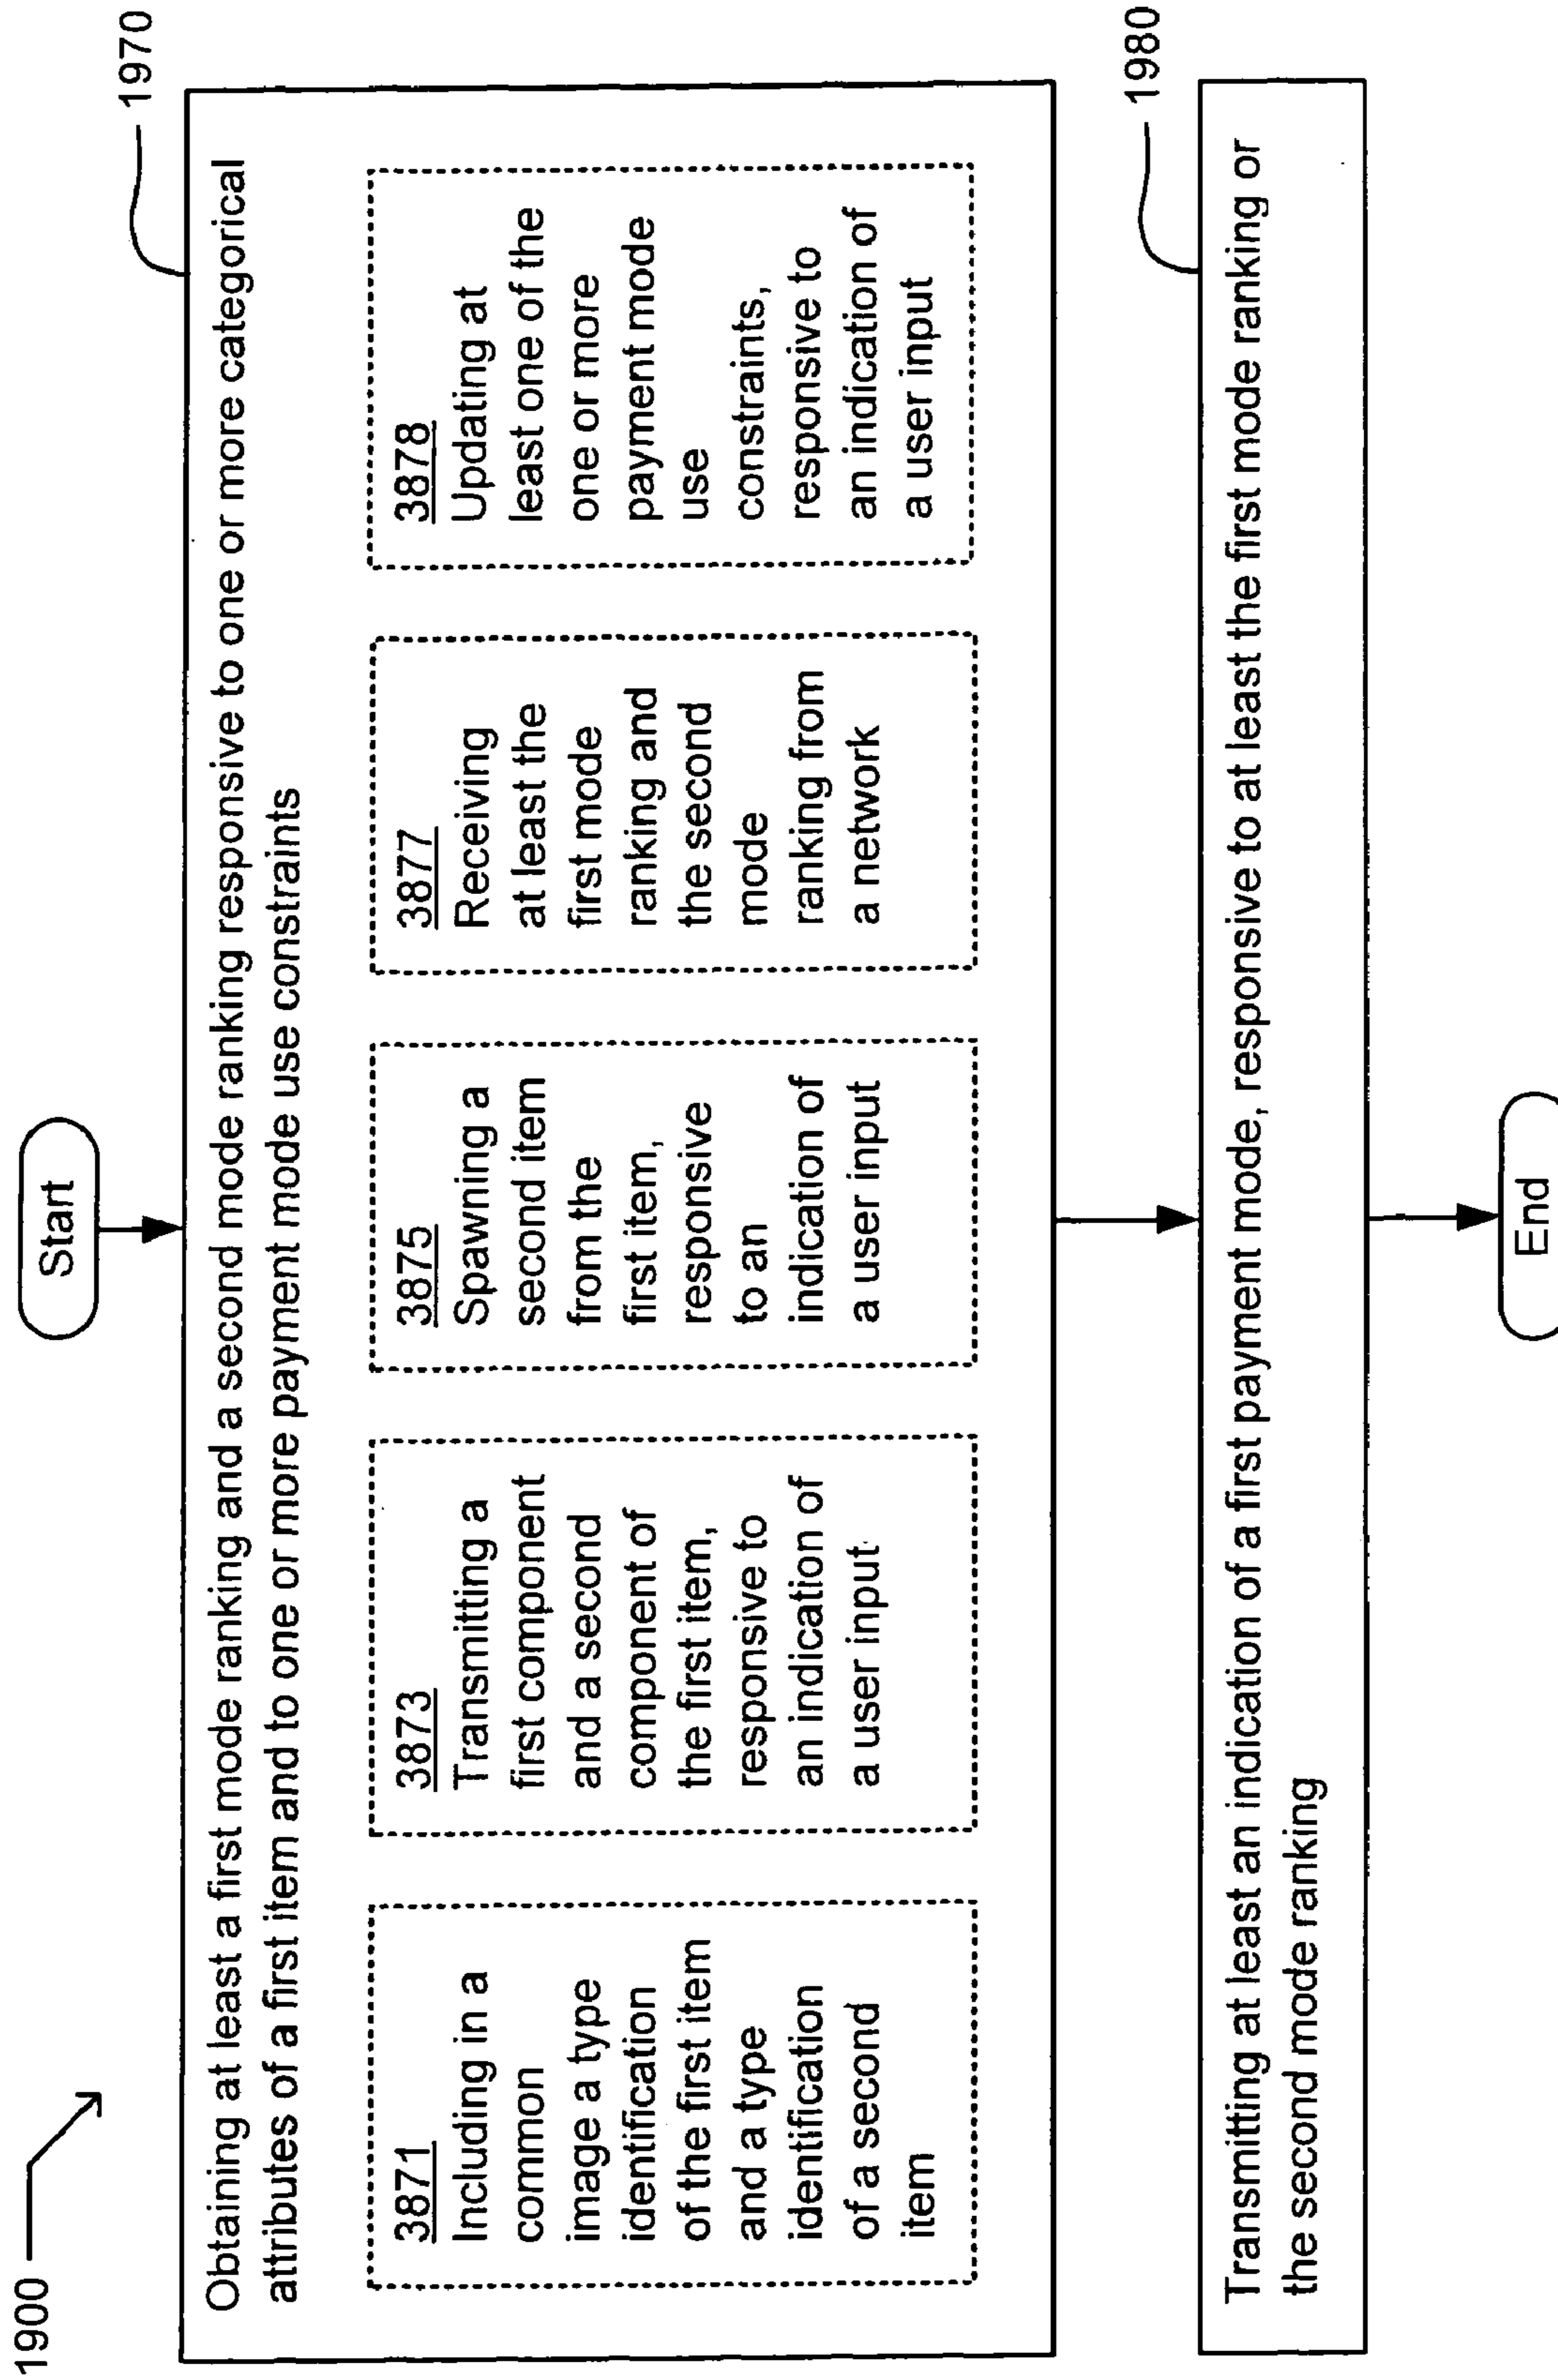 1900
Start
1970
Obtaining at least a first mode ranking and a second mode ranking responsive to one or more categorical
attributes of a first item and to one or more payment mode use constraints
3871
Including in a
common
image a type
identification
of the first item
and a type
identification
of a second
item
3873
Transmitting a
first component
and a second
component of
the first item,
responsive to
an indication of
a user input
3875
Spawning a
second item
from the
first item,
responsive
to an
indication of
a user input
3877
Receiving
at least the
first mode
ranking and
the second
mode
ranking from
a network
3878
Updating at
least one of the
one or more
payment mode
use
constraints,
responsive to
an indication of
a user input
1980
Transmitting at least an indication of a first payment mode, responsive to at least the first mode ranking or
the second mode ranking
End